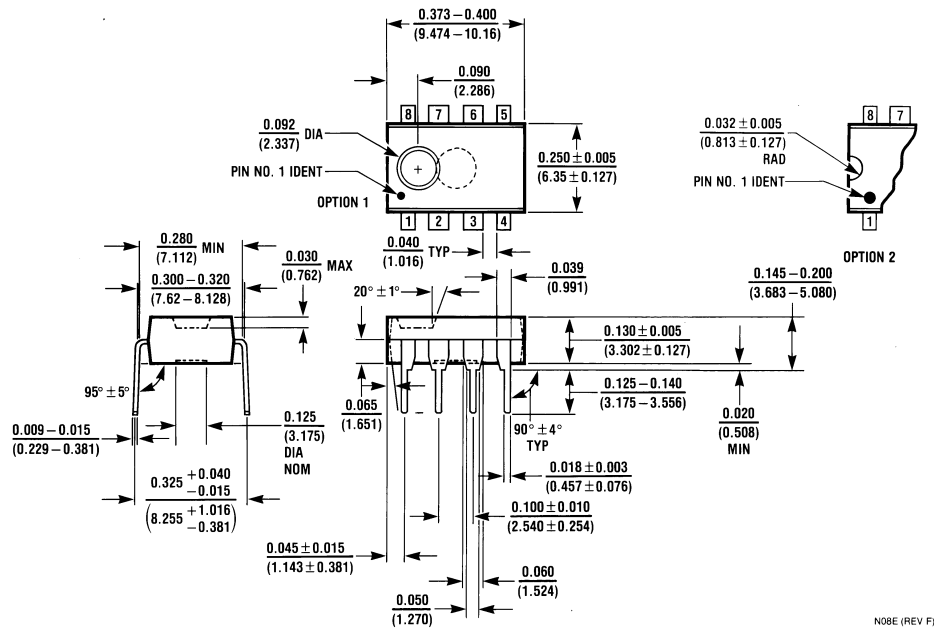 0.373 – 0.400
(9.474 – 10.16)
0.090
(2.286)
8 7 6 5
0.092 DIA
(2.337)
PIN NO. 1 IDENT
OPTION 1
+
1 2 3 4
0.250 ± 0.005
(6.35 ± 0.127)
0.032 ± 0.005
(0.813 ± 0.127)
RAD
PIN NO. 1 IDENT
8 7
1
OPTION 2
0.280 MIN
(7.112)
0.300 – 0.320
(7.62 – 8.128)
0.030 MAX
(0.762)
0.040 TYP
(1.016)
0.039
(0.991)
20° ± 1°
0.145 – 0.200
(3.683 – 5.080)
0.130 ± 0.005
(3.302 ± 0.127)
0.125 – 0.140
(3.175 – 3.556)
0.020
(0.508)
MIN
95° ± 5°
0.009 – 0.015
(0.229 – 0.381)
0.125
(3.175)
DIA
NOM
0.065
(1.651)
90° ± 4°
TYP
0.018 ± 0.003
(0.457 ± 0.076)
0.325 +0.040
−0.015
(8.255 +1.016
−0.381)
0.100 ± 0.010
(2.540 ± 0.254)
0.045 ± 0.015
(1.143 ± 0.381)
0.060
(1.524)
0.050
(1.270)
N08E (REV F)